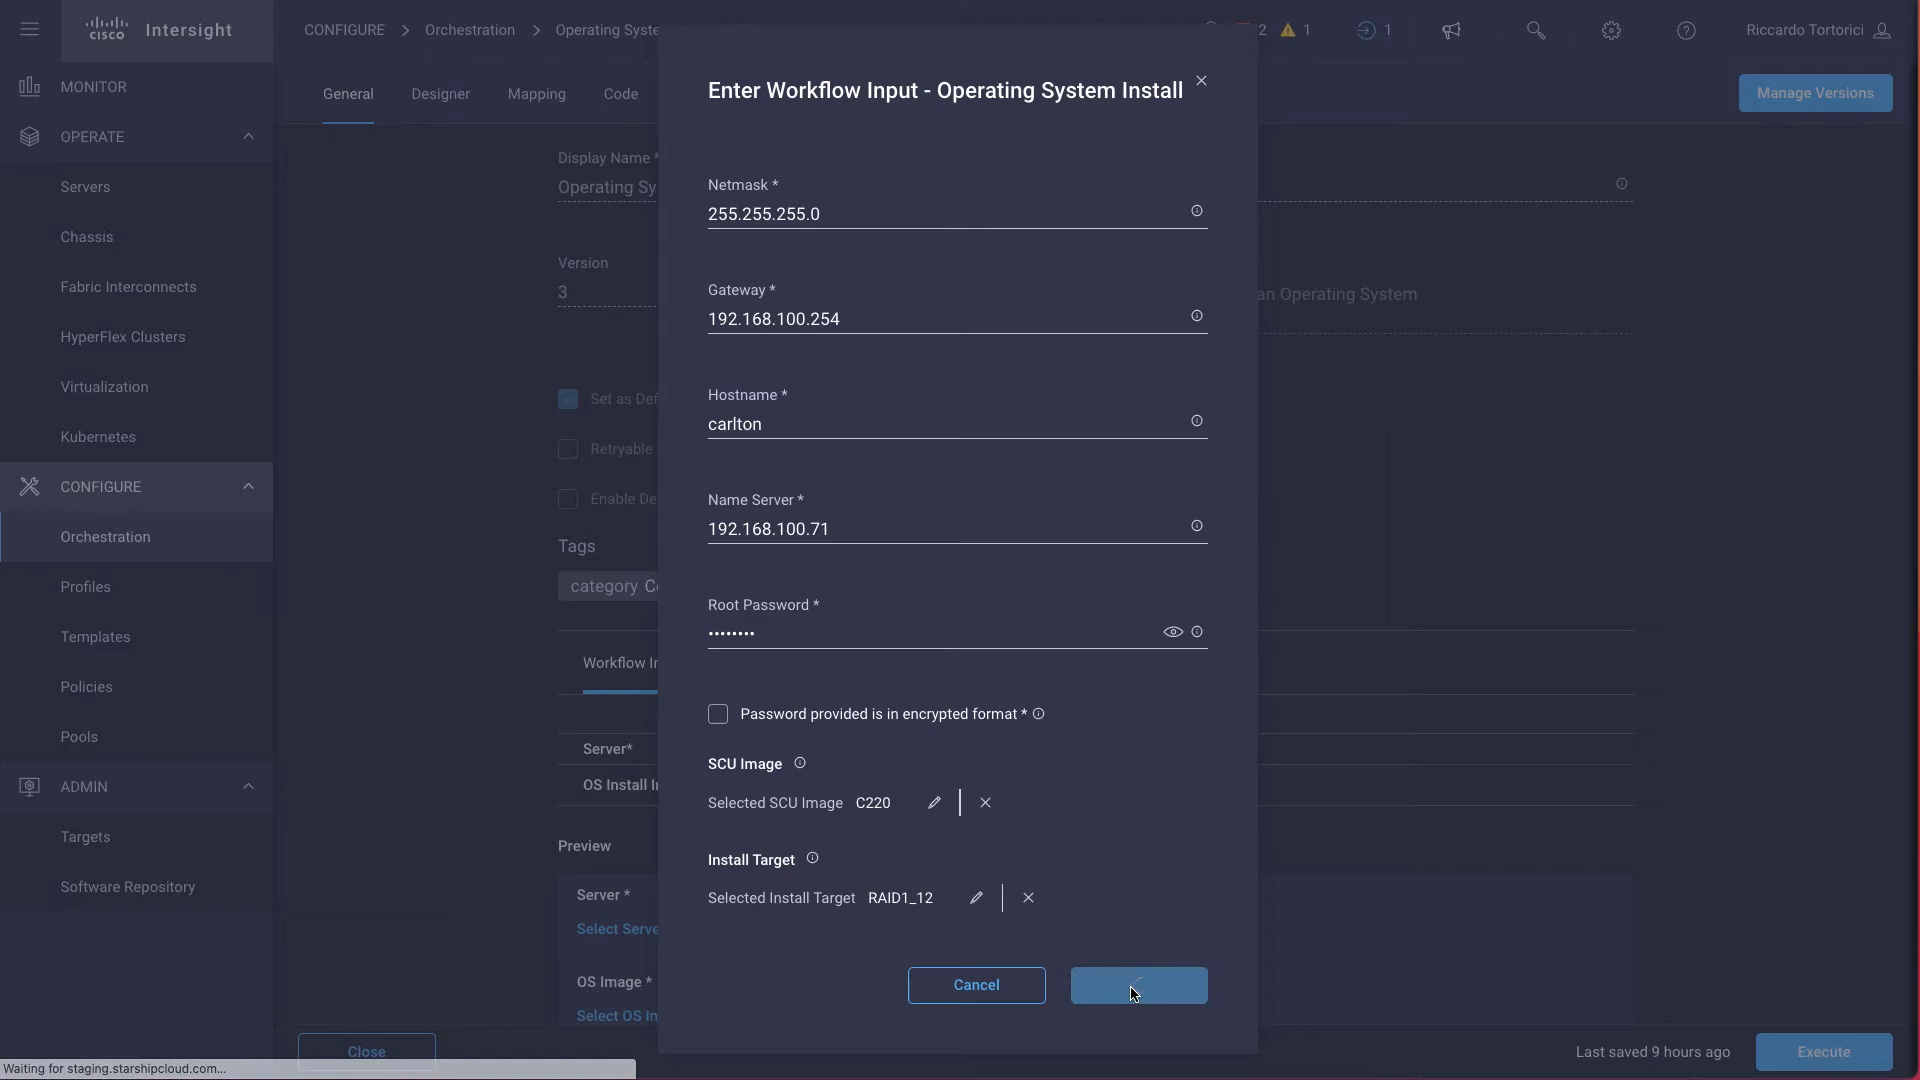 cisco Intersight
CONFIGURE > Orchestration > Operating Syste
2 1 1
Riccardo Tortorici
MONITOR
OPERATE
Servers
Chassis
Fabric Interconnects
HyperFlex Clusters
Virtualization
Kubernetes
CONFIGURE
Orchestration
Profiles
Templates
Policies
Pools
ADMIN
Targets
Software Repository
General Designer Mapping Code
Manage Versions
Display Name *
Operating Sy
Version
3
an Operating System
Set as Def
Retryable
Enable De
Tags
category C
Workflow In
Server*
OS Install I
Preview
Server *
Select Serve
OS Image *
Select OS Im
Enter Workflow Input - Operating System Install
Netmask *
255.255.255.0
Gateway *
192.168.100.254
Hostname *
carlton
Name Server *
192.168.100.71
Root Password *
••••••••
Password provided is in encrypted format *
SCU Image
Selected SCU Image C220
Install Target
Selected Install Target RAID1_12
Cancel
Close
Last saved 9 hours ago
Execute
Waiting for staging.starshipcloud.com...